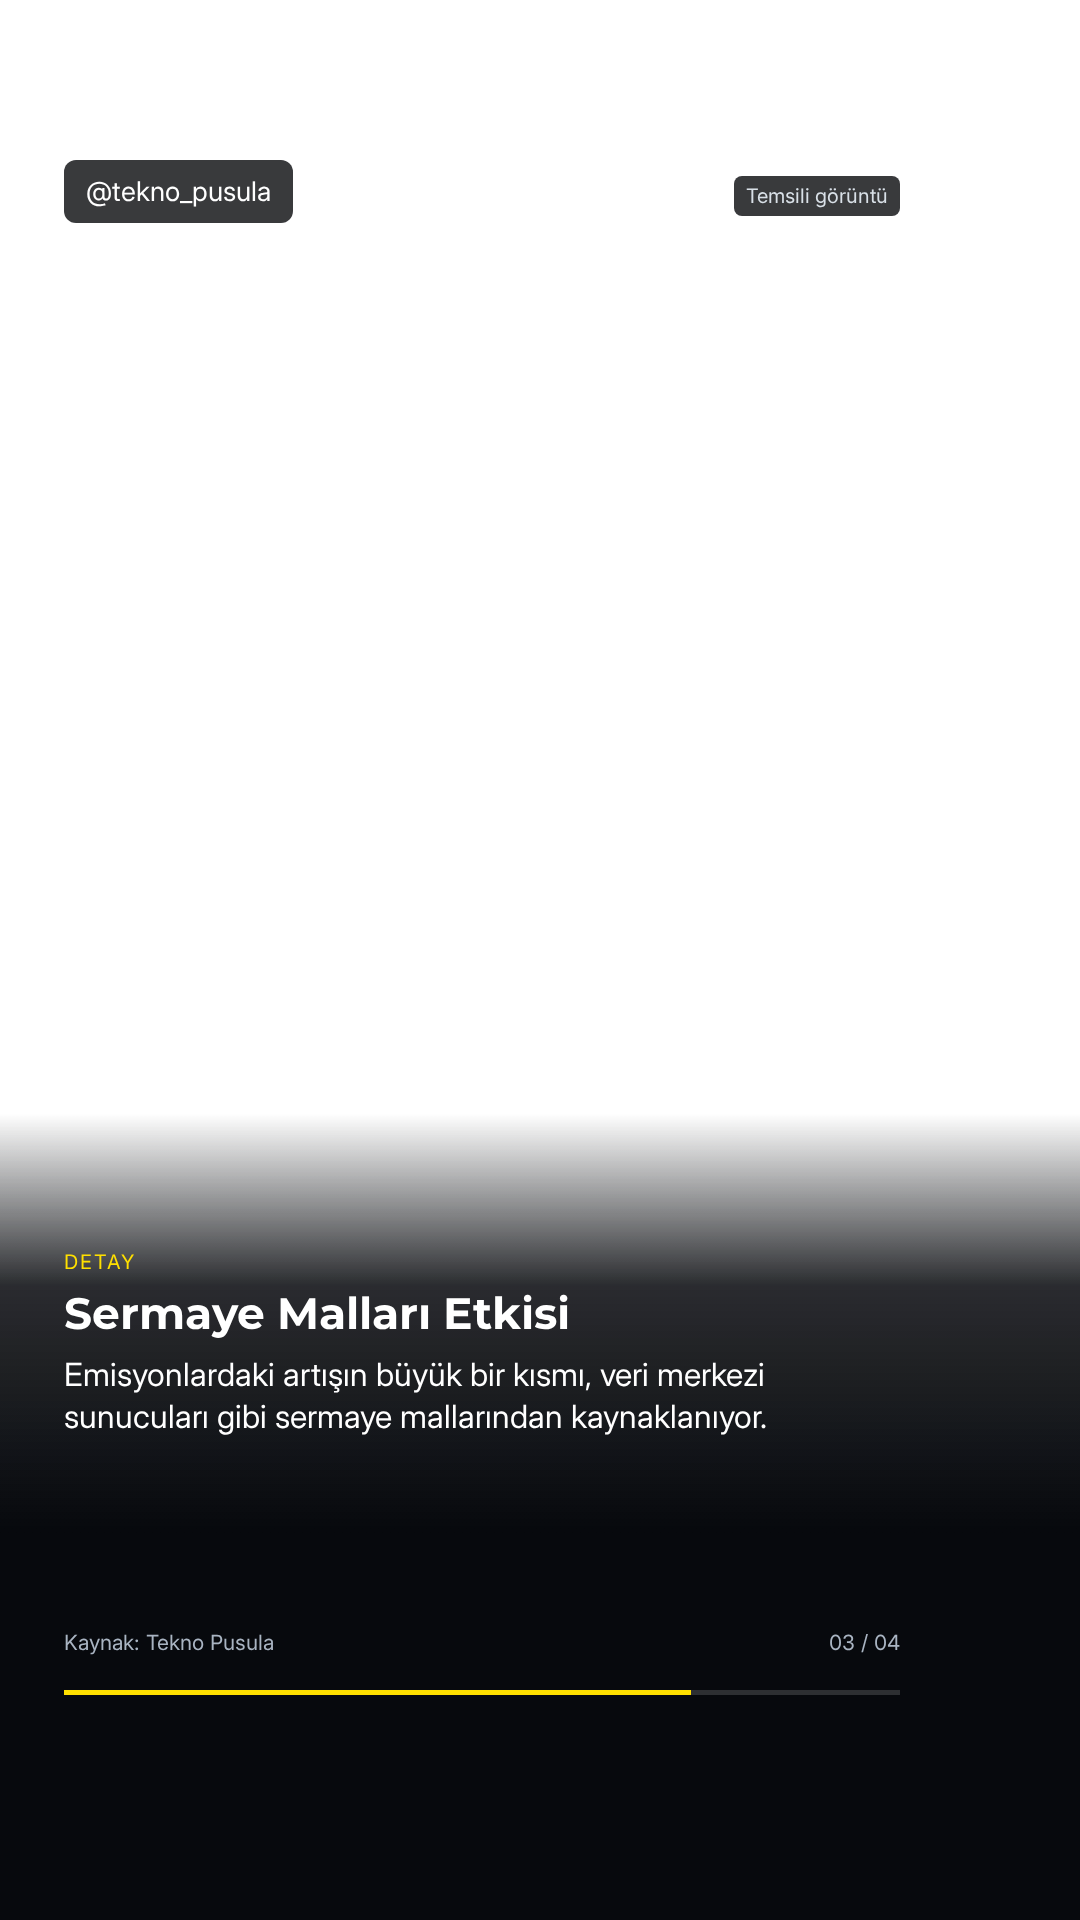 @tekno_pusula
Temsili görüntü
DETAY
Sermaye Malları Etkisi
Emisyonlardaki artışın büyük bir kısmı, veri merkezi
sunucuları gibi sermaye mallarından kaynaklanıyor.
Kaynak: Tekno Pusula
03 / 04